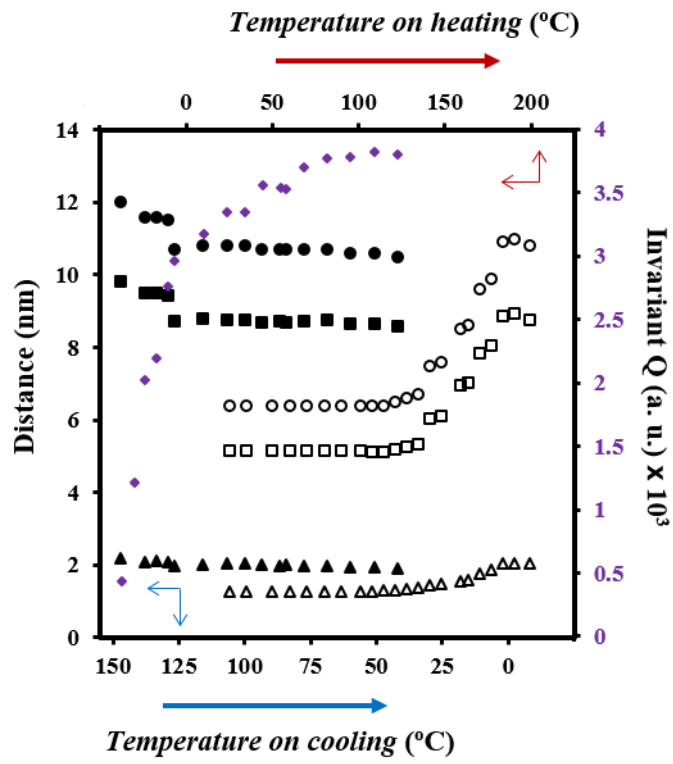 Temperature on heating (ºC)
0 50 100 150 200
14
12
10
8
6
4
2
0
Distance (nm)
4
3.5
3
2.5
2
1.5
1
0.5
0
Invariant Q (a. u.) x 10³
150 125 100 75 50 25 0
Temperature on cooling (ºC)